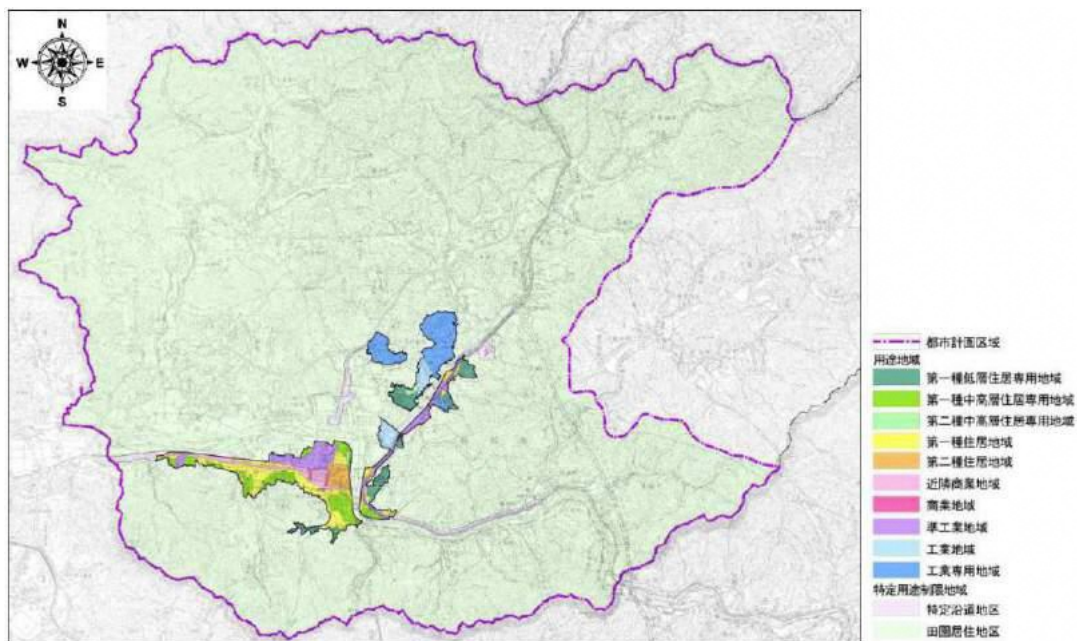 N
W E
S
都市計画区域
用途地域
第一種低層住居専用地域
第一種中高層住居専用地域
第二種中高層住居専用地域
第一種住居地域
第二種住居地域
近隣商業地域
商業地域
準工業地域
工業地域
工業専用地域
特定用途制限地域
特定沿道地区
田園居住地区